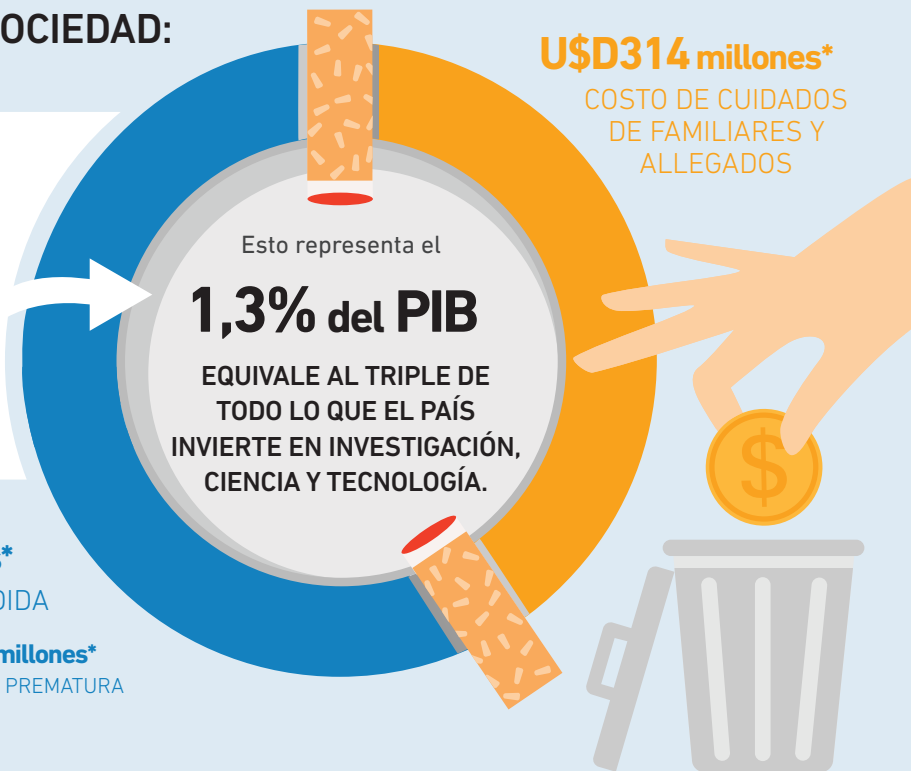 OCIEDAD:
U$D314 millones*
COSTO DE CUIDADOS
DE FAMILIARES Y
ALLEGADOS
Esto representa el
1,3% del PIB
EQUIVALE AL TRIPLE DE
TODO LO QUE EL PAÍS
INVIERTE EN INVESTIGACIÓN,
CIENCIA Y TECNOLOGÍA.
$
*
DIDA
millones*
PREMATURA